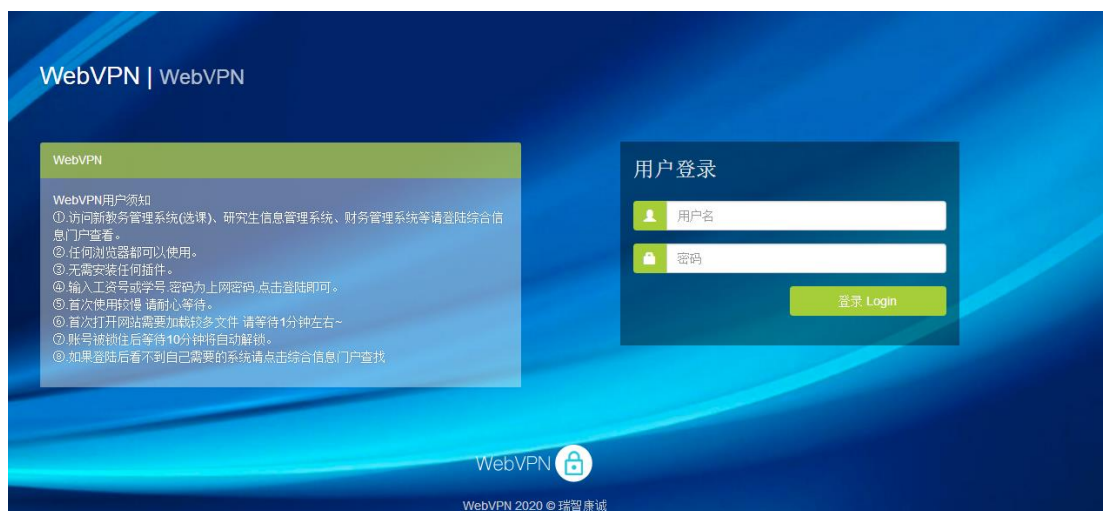 WebVPN | WebVPN
WebVPN
WebVPN用户须知
①.访问新教务管理系统(选课)、研究生信息管理系统、财务管理系统等请登陆综合信
息门户查看。
②.任何浏览器都可以使用。
③.无需安装任何插件。
④.输入工资号或学号.密码为上网密码.点击登陆即可。
⑤.首次使用较慢 请耐心等待。
⑥.首次打开网站需要加载较多文件 请等待1分钟左右~
⑦.账号被锁住后等待10分钟将自动解锁。
⑧.如果登陆后看不到自己需要的系统请点击综合信息门户查找
用户登录
用户名
密码
登录 Login
WebVPN
WebVPN 2020 © 瑞智康诚